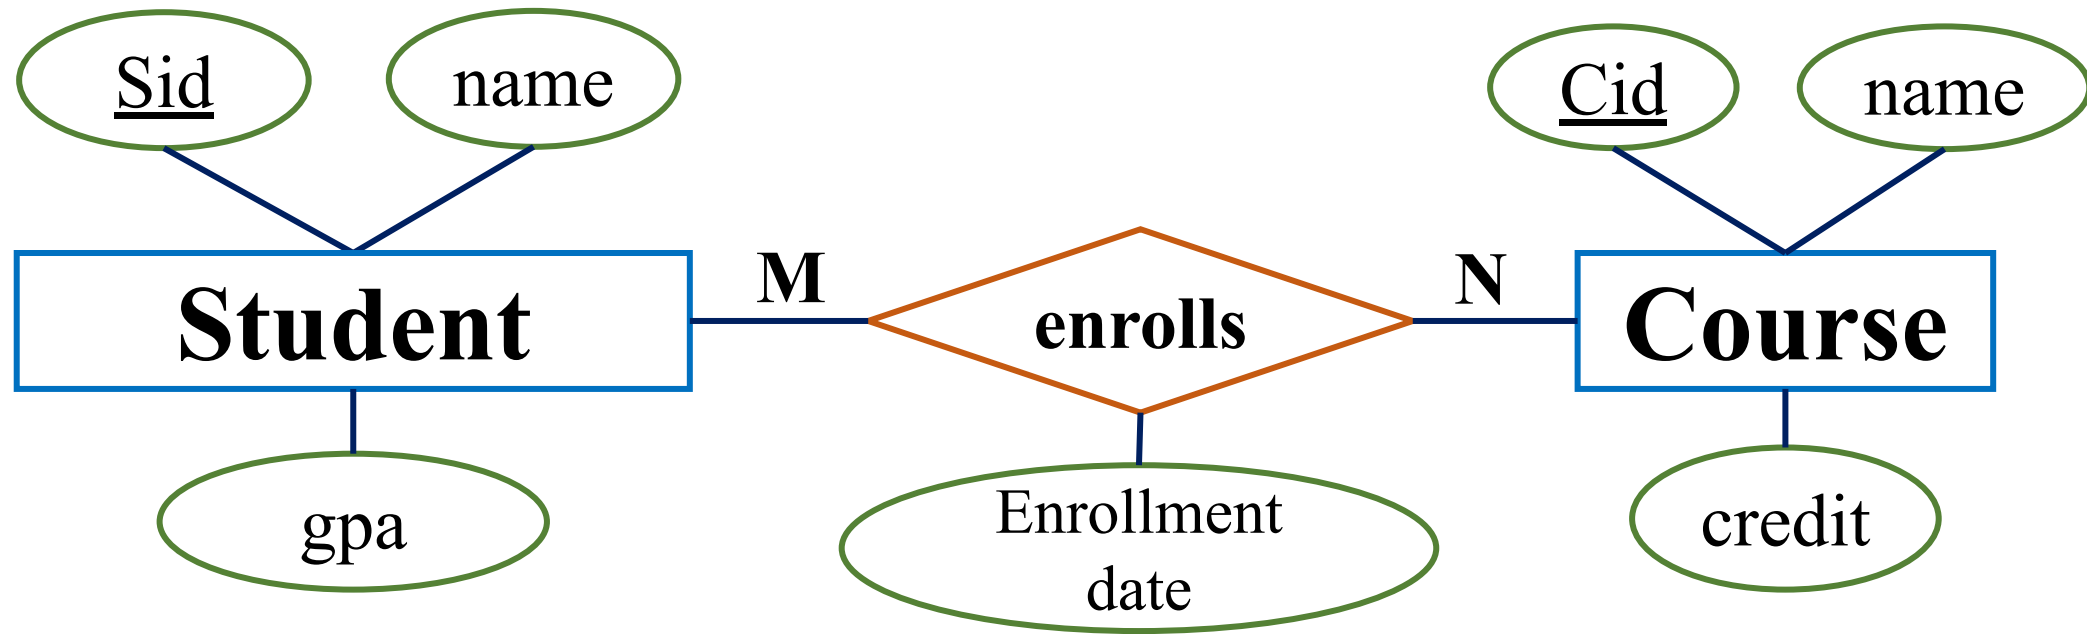 Sid
name
Cid
name
Student
M
enrolls
N
Course
gpa
Enrollment
date
credit